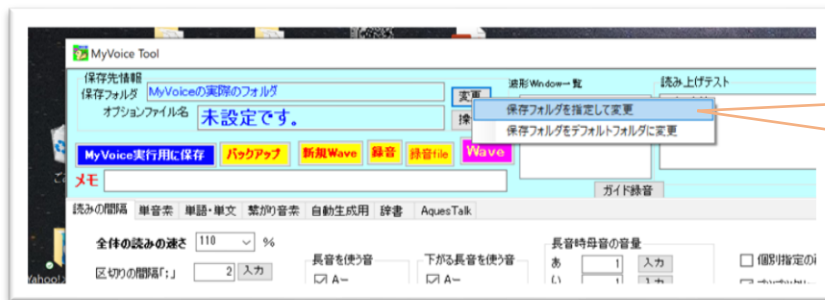 MyVoice Tool
保存先情報
保存フォルダ MyVoiceの実際のフォルダ 変更
オプションファイル名 未設定です。
波形Window一覧
読み上げテスト
保存フォルダを指定して変更
保存フォルダをデフォルトフォルダに変更
MyVoice実行用に保存 バックアップ 新規Wave 録音 録音file Wave
メモ
ガイド録音
読みの間隔 単音素 単語・単文 繋がり音素 自動生成用 辞書 AquesTalk
全体の読みの速さ 110 %
区切りの間隔「;」 2 入力
長音を使う音
A-
下がる長音を使う音
A-
長音時母音の音量
あ 1 入力
い 1 入力
個別指定の